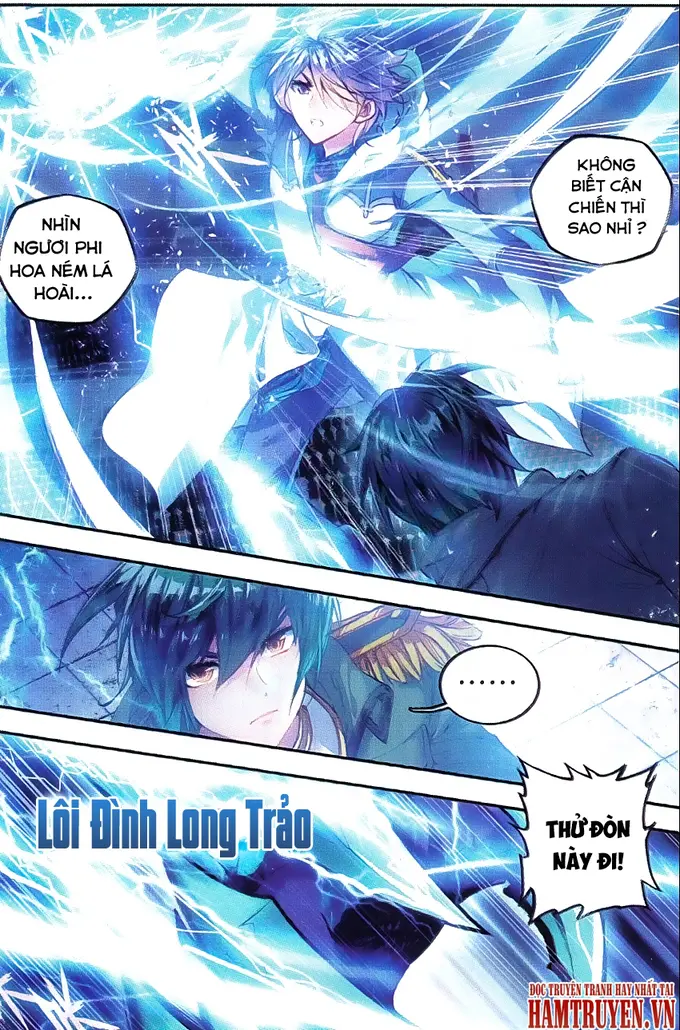 NHÌN
NGƯƠI PHI
HOA NÉM LÁ
HOÀI...
KHÔNG
BIẾT CẬN
CHIẾN THÌ
SAO NHỈ ?
......
LÔI ĐÌNH LONG TRẢO
THỬ ĐÒN
NÀY ĐI!
ĐỌC TRUYỆN TRANH HAY NHẤT TẠI
HAMTRUYEN.VN